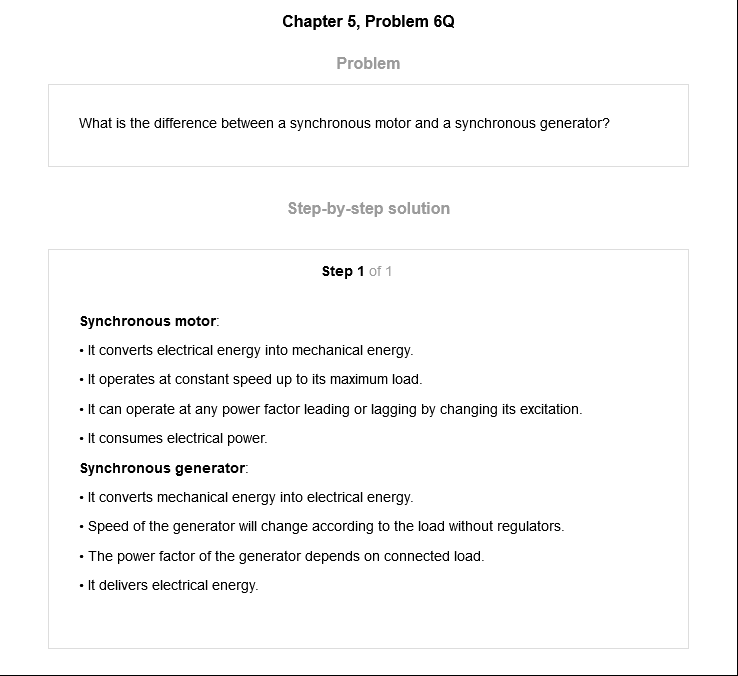 Chapter 5, Problem 6Q
Problem
What is the difference between a synchronous motor and a synchronous generator?
Step-by-step solution
Step 1 of 1
Synchronous motor:
• It converts electrical energy into mechanical energy.
• It operates at constant speed up to its maximum load.
• It can operate at any power factor leading or lagging by changing its excitation.
• It consumes electrical power.
Synchronous generator:
• It converts mechanical energy into electrical energy.
• Speed of the generator will change according to the load without regulators.
• The power factor of the generator depends on connected load.
• It delivers electrical energy.